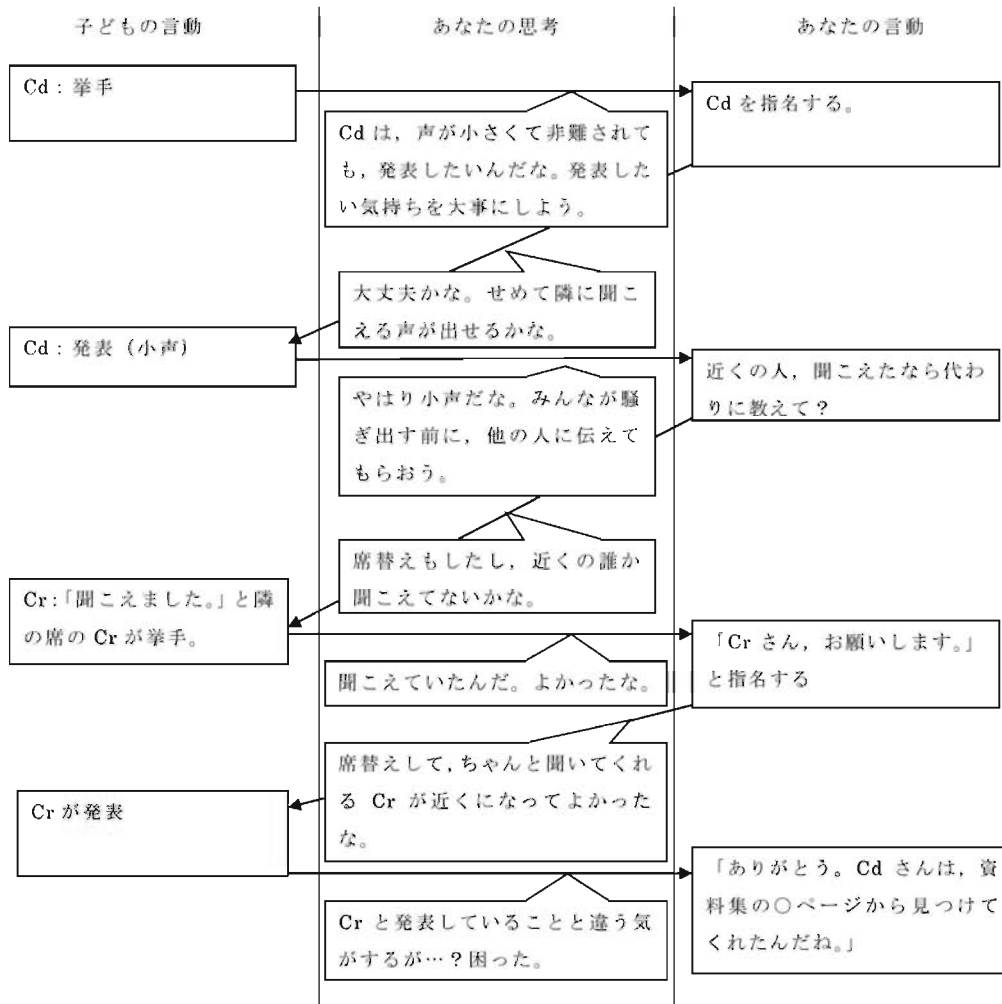 子どもの言動
あなたの思考
あなたの言動
Cd：挙手
Cd を指名する。
Cd は，声が小さくて非難されて
も，発表したいんだな。発表した
い気持ちを大事にしよう。
大丈夫かな。せめて隣に聞こ
える声が出せるかな。
Cd：発表（小声）
近くの人，聞こえたなら代わ
りに教えて？
やはり小声だな。みんなが騒
ぎ出す前に，他の人に伝えて
もらおう。
席替えもしたし，近くの誰か
聞こえてないかな。
Cr：「聞こえました。」と隣
の席の Cr が挙手。
「Cr さん，お願いします。」
と指名する
聞こえていたんだ。よかったな。
席替えして，ちゃんと聞いてくれ
る Cr が近くになってよかった
な。
Cr が発表
「ありがとう。Cd さんは，資
料集の○ページから見つけて
くれたんだね。」
Cr と発表していることと違う気
がするが…？困った。